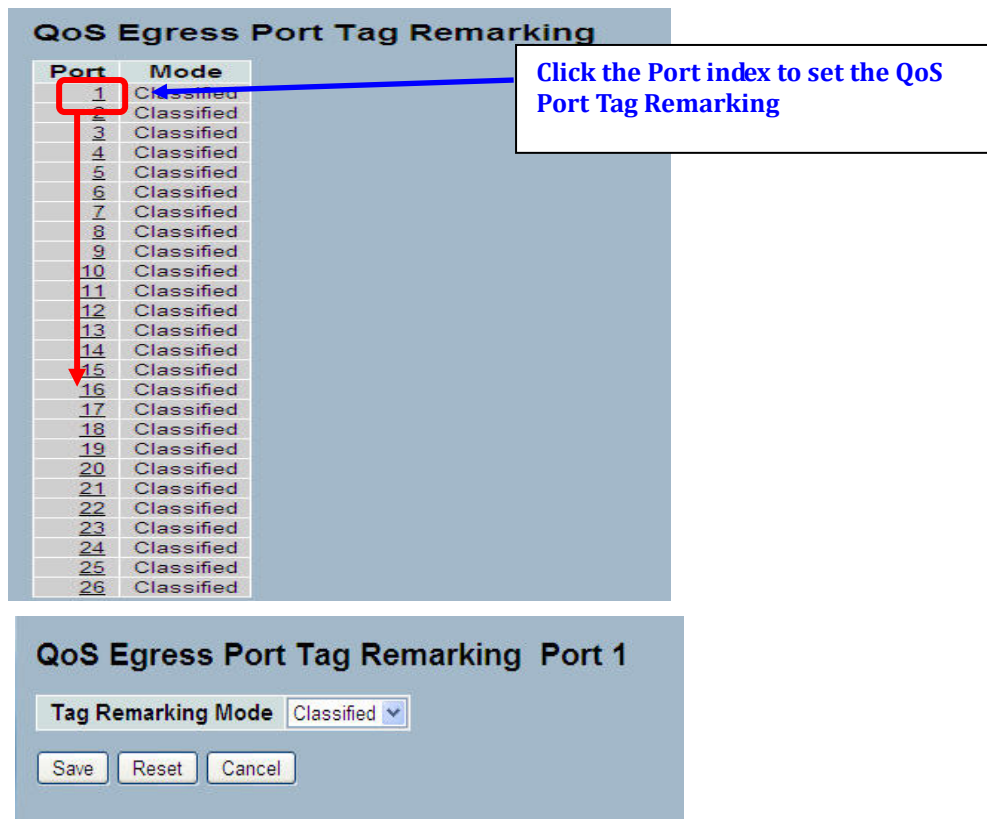 QoS Egress Port Tag Remarking
Port Mode
1 Classified
2 Classified
3 Classified
4 Classified
5 Classified
6 Classified
7 Classified
8 Classified
9 Classified
10 Classified
11 Classified
12 Classified
13 Classified
14 Classified
15 Classified
16 Classified
17 Classified
18 Classified
19 Classified
20 Classified
21 Classified
22 Classified
23 Classified
24 Classified
25 Classified
26 Classified
Click the Port index to set the QoS
Port Tag Remarking
QoS Egress Port Tag Remarking Port 1
Tag Remarking Mode Classified
Save Reset Cancel